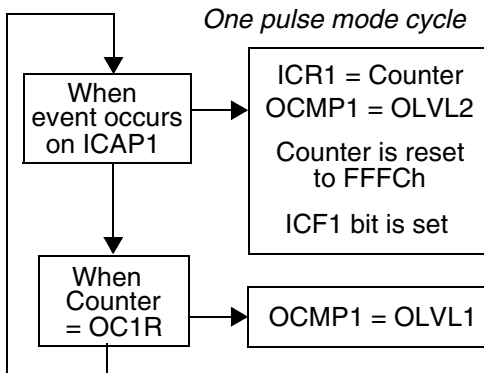 One pulse mode cycle
When
event occurs
on ICAP1
ICR1 = Counter
OCMP1 = OLVL2
Counter is reset
to FFFCh
ICF1 bit is set
When
Counter
= OC1R
OCMP1 = OLVL1